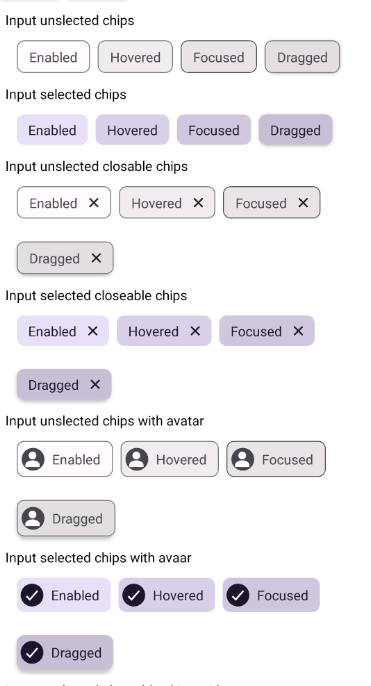 Input unslected chips
Enabled Hovered Focused Dragged
Input selected chips
Enabled Hovered Focused Dragged
Input unslected closable chips
Enabled Hovered Focused
Dragged
Input selected closeable chips
Enabled Hovered Focused
Dragged
Input unslected chips with avatar
Enabled Hovered Focused
Dragged
Input selected chips with avaar
Enabled Hovered Focused
Dragged